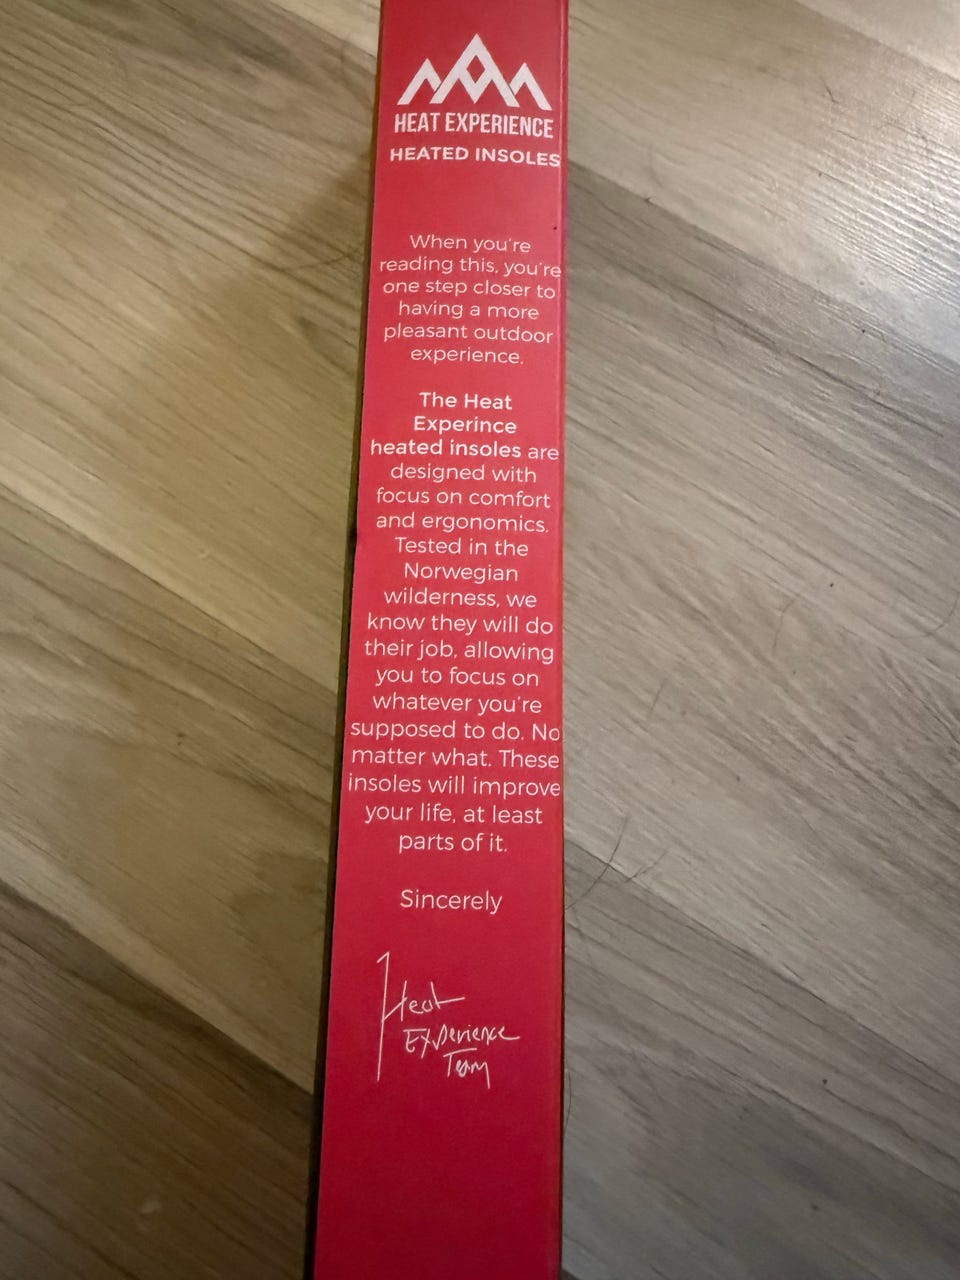 HEAT EXPERIENCE
HEATED INSOLES
When you're
reading this, you're
one step closer to
having a more
pleasant outdoor
experience.
The Heat
Experince
heated insoles are
designed with
focus on comfort
and ergonomics.
Tested in the
Norwegian
wilderness, we
know they will do
their job, allowing
you to focus on
whatever you're
supposed to do. No
matter what. These
insoles will improve
your life, at least
parts of it.
Sincerely
Heat
Experience
Team